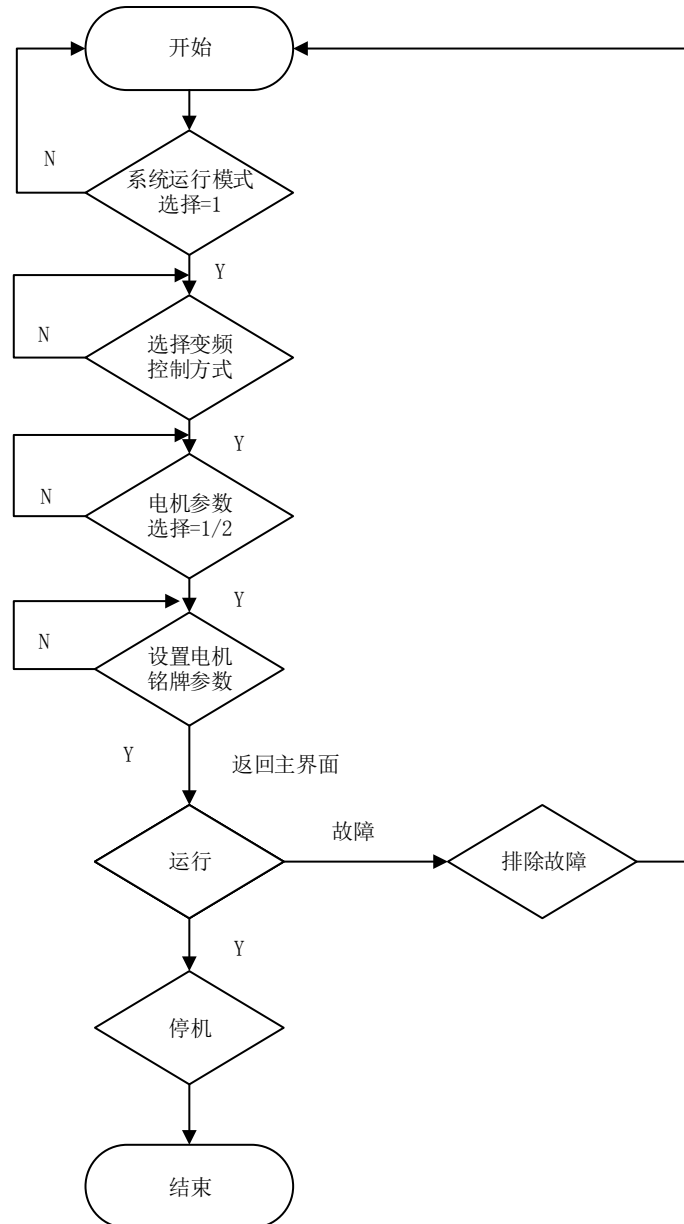 开始
N
系统运行模式
选择=1
Y
N
选择变频
控制方式
Y
N
电机参数
选择=1/2
Y
N
设置电机
铭牌参数
Y
返回主界面
故障
运行
排除故障
Y
停机
结束